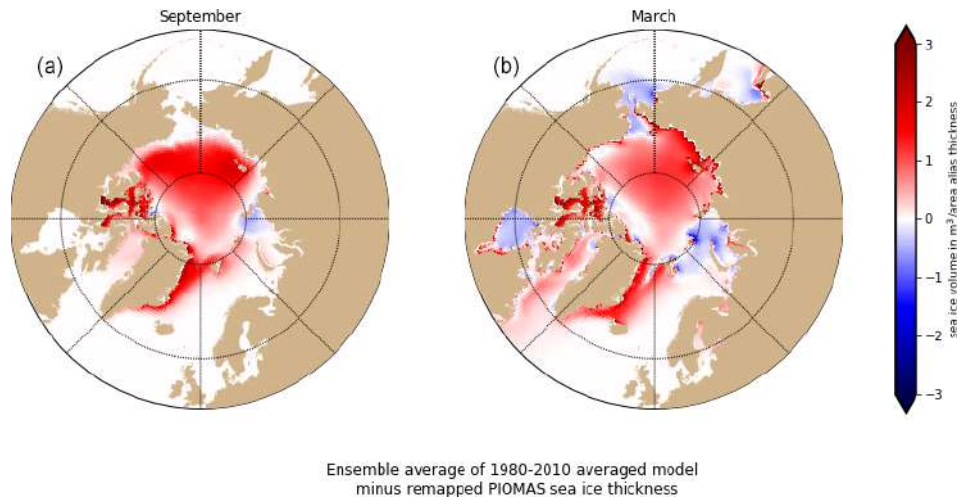 September
March
(a)
(b)
3
2
1
0
−1
−2
−3
sea ice volume in m³/area alias thickness
Ensemble average of 1980-2010 averaged model
minus remapped PIOMAS sea ice thickness